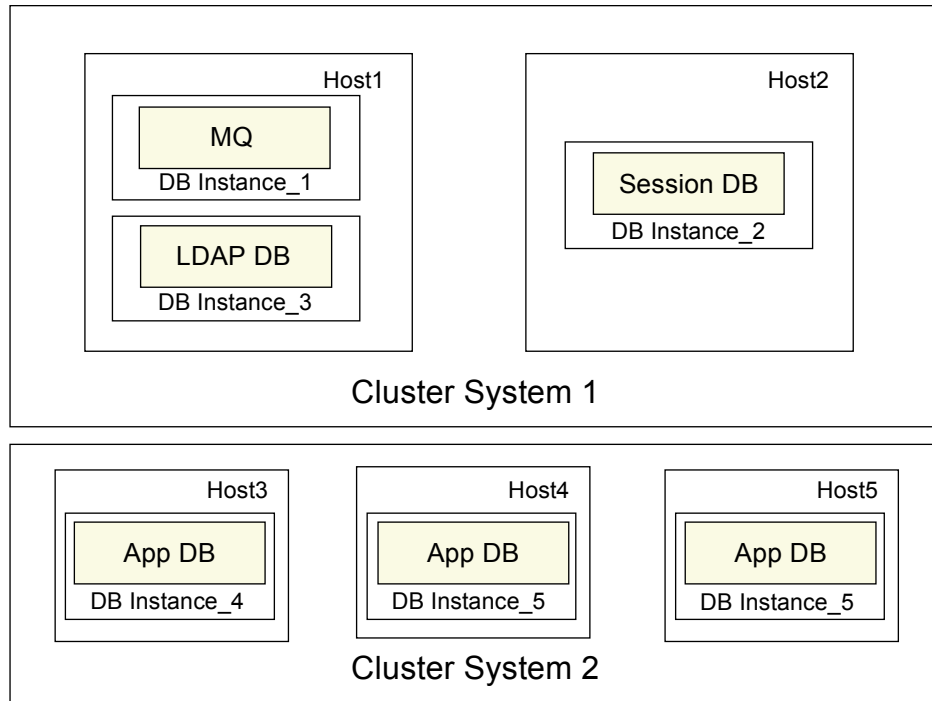 Host1
MQ
DB Instance_1
LDAP DB
DB Instance_3
Host2
Session DB
DB Instance_2
Cluster System 1
Host3
App DB
DB Instance_4
Host4
App DB
DB Instance_5
Host5
App DB
DB Instance_5
Cluster System 2